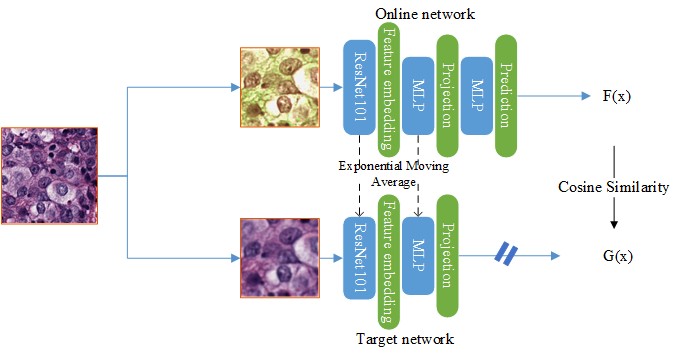 Online network
ResNet101
Feature embedding
MLP
Projection
MLP
Prediction
F(x)
Exponential Moving
Average
Cosine Similarity
ResNet101
Feature embedding
MLP
Projection
G(x)
Target network